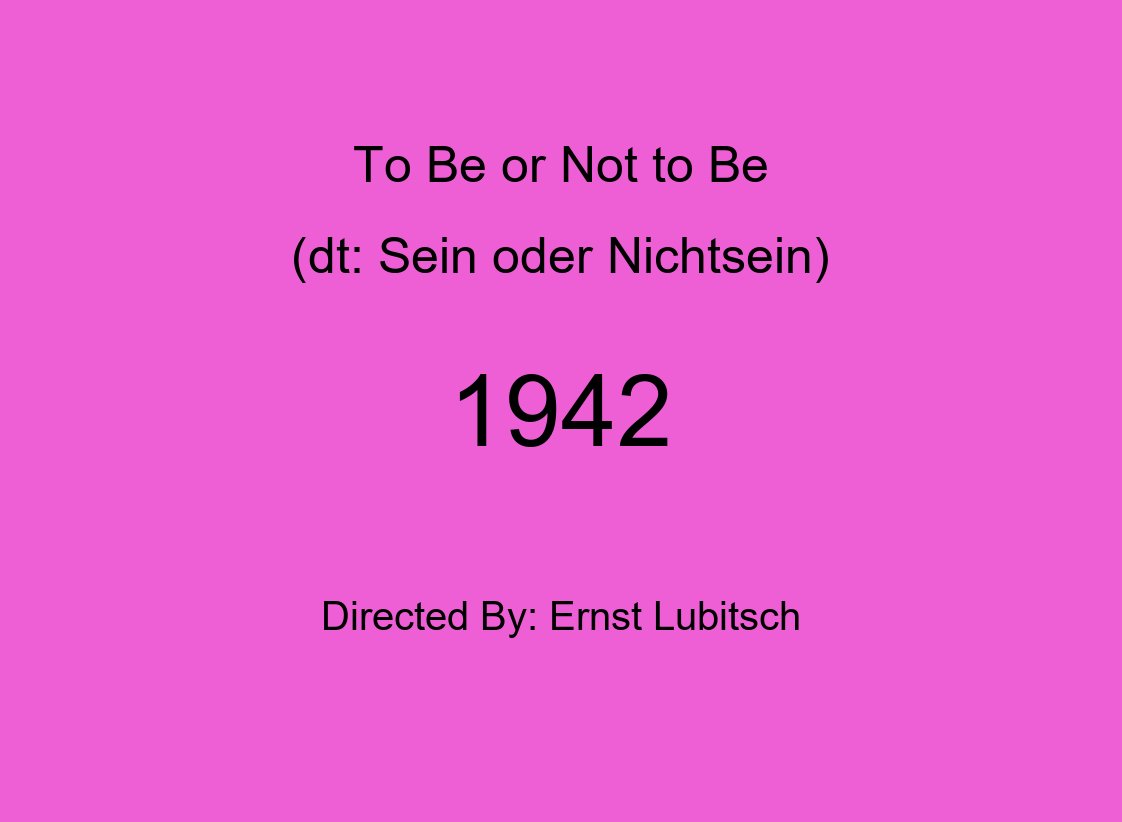 To Be or Not to Be
(dt: Sein oder Nichtsein)
1942
Directed By: Ernst Lubitsch